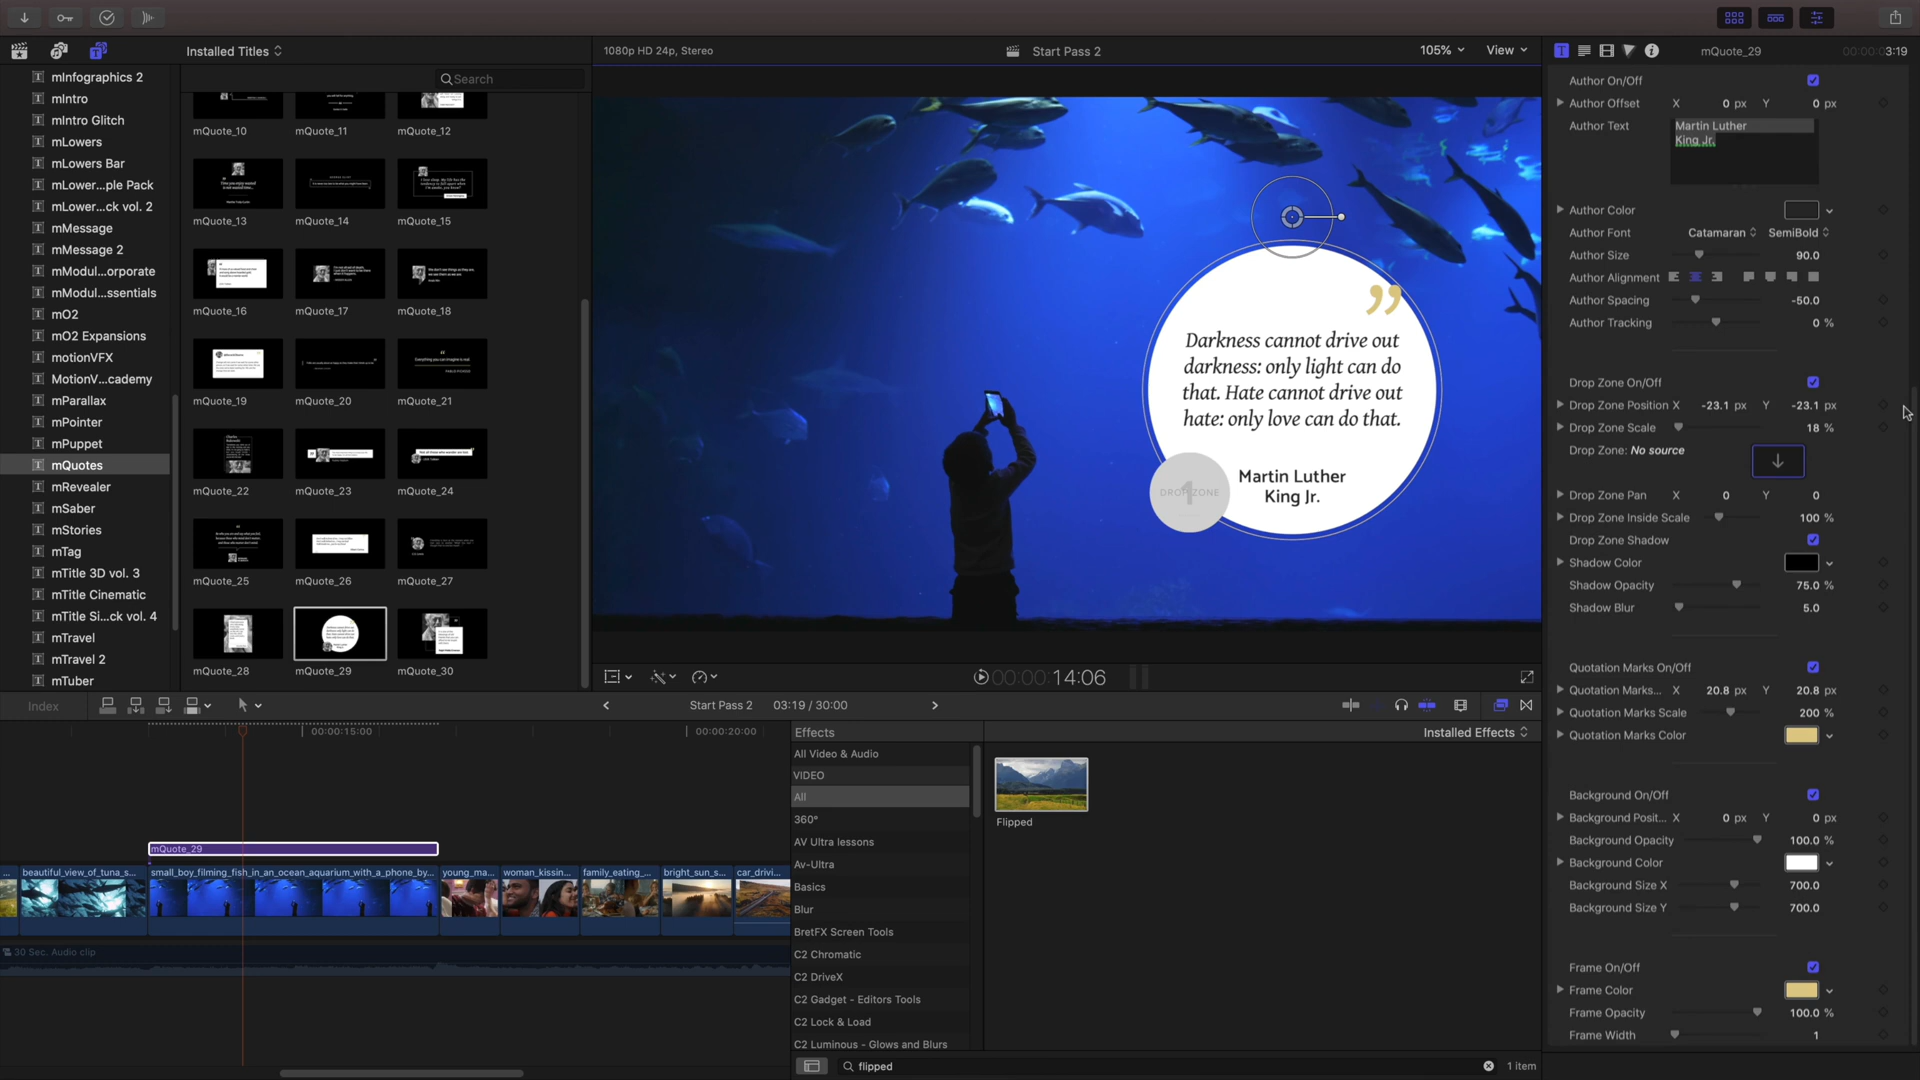 Installed Titles
Search
1080p HD 24p, Stereo
Start Pass 2
105%
View
mQuote_29
3:19
mInfographics 2
mIntro
mIntro Glitch
mLowers
mLowers Bar
mLower...ple Pack
mLower...ck vol. 2
mMessage
mMessage 2
mModul...orporate
mModul...ssentials
mO2
mO2 Expansions
motionVFX
MotionV...cademy
mParallax
mPointer
mPuppet
mQuotes
mRevealer
mSaber
mStories
mTag
mTitle 3D vol. 3
mTitle Cinematic
mTitle Si...ck vol. 4
mTravel
mTravel 2
mTuber
mQuote_10
mQuote_11
mQuote_12
mQuote_13
mQuote_14
mQuote_15
mQuote_16
mQuote_17
mQuote_18
mQuote_19
mQuote_20
mQuote_21
mQuote_22
mQuote_23
mQuote_24
mQuote_25
mQuote_26
mQuote_27
mQuote_28
mQuote_29
mQuote_30
”
Darkness cannot drive out
darkness: only light can do
that. Hate cannot drive out
hate: only love can do that.
Martin Luther
King Jr.
DROP ZONE
1
00:00:00:14:06
Author On/Off
Author Offset X 0 px Y 0 px
Author Text
Martin Luther
King Jr.
Author Color
Author Font Catamaran SemiBold
Author Size 90.0
Author Alignment
Author Spacing -50.0
Author Tracking 0 %
Drop Zone On/Off
Drop Zone Position X -23.1 px Y -23.1 px
Drop Zone Scale 18 %
Drop Zone: No source
Drop Zone Pan X 0 Y 0
Drop Zone Inside Scale 100 %
Drop Zone Shadow
Shadow Color
Shadow Opacity 75.0 %
Shadow Blur 5.0
Quotation Marks On/Off
Quotation Marks... X 20.8 px Y 20.8 px
Quotation Marks Scale 200 %
Quotation Marks Color
Background On/Off
Background Posit... X 0 px Y 0 px
Background Opacity 100.0 %
Background Color
Background Size X 700.0
Background Size Y 700.0
Frame On/Off
Frame Color
Frame Opacity 100.0 %
Frame Width 1
Index
Start Pass 2
03:19 / 30:00
00:00:15:00
00:00:20:00
mQuote_29
...
beautiful_view_of_tuna_s...
small_boy_filming_fish_in_an_ocean_aquarium_with_a_phone_by...
young_ma...
woman_kissin...
family_eating_...
bright_sun_s...
car_drivi...
30 Sec. Audio clip
Effects
Installed Effects
All Video & Audio
VIDEO
All
360°
AV Ultra lessons
Av-Ultra
Basics
Blur
BretFX Screen Tools
C2 Chromatic
C2 DriveX
C2 Gadget - Editors Tools
C2 Lock & Load
C2 Luminous - Glows and Blurs
Flipped
flipped
1 item